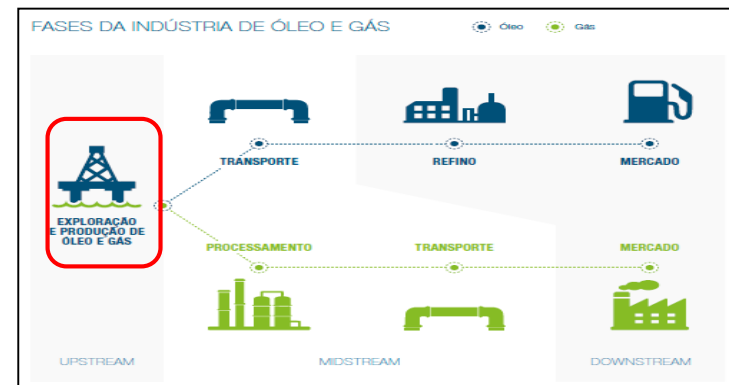 FASES DA INDÚSTRIA DE ÓLEO E GÁS
Óleo
Gás
TRANSPORTE
REFINO
MERCADO
EXPLORAÇÃO
E PRODUÇÃO DE
ÓLEO E GÁS
PROCESSAMENTO
TRANSPORTE
MERCADO
UPSTREAM
MIDSTREAM
DOWNSTREAM